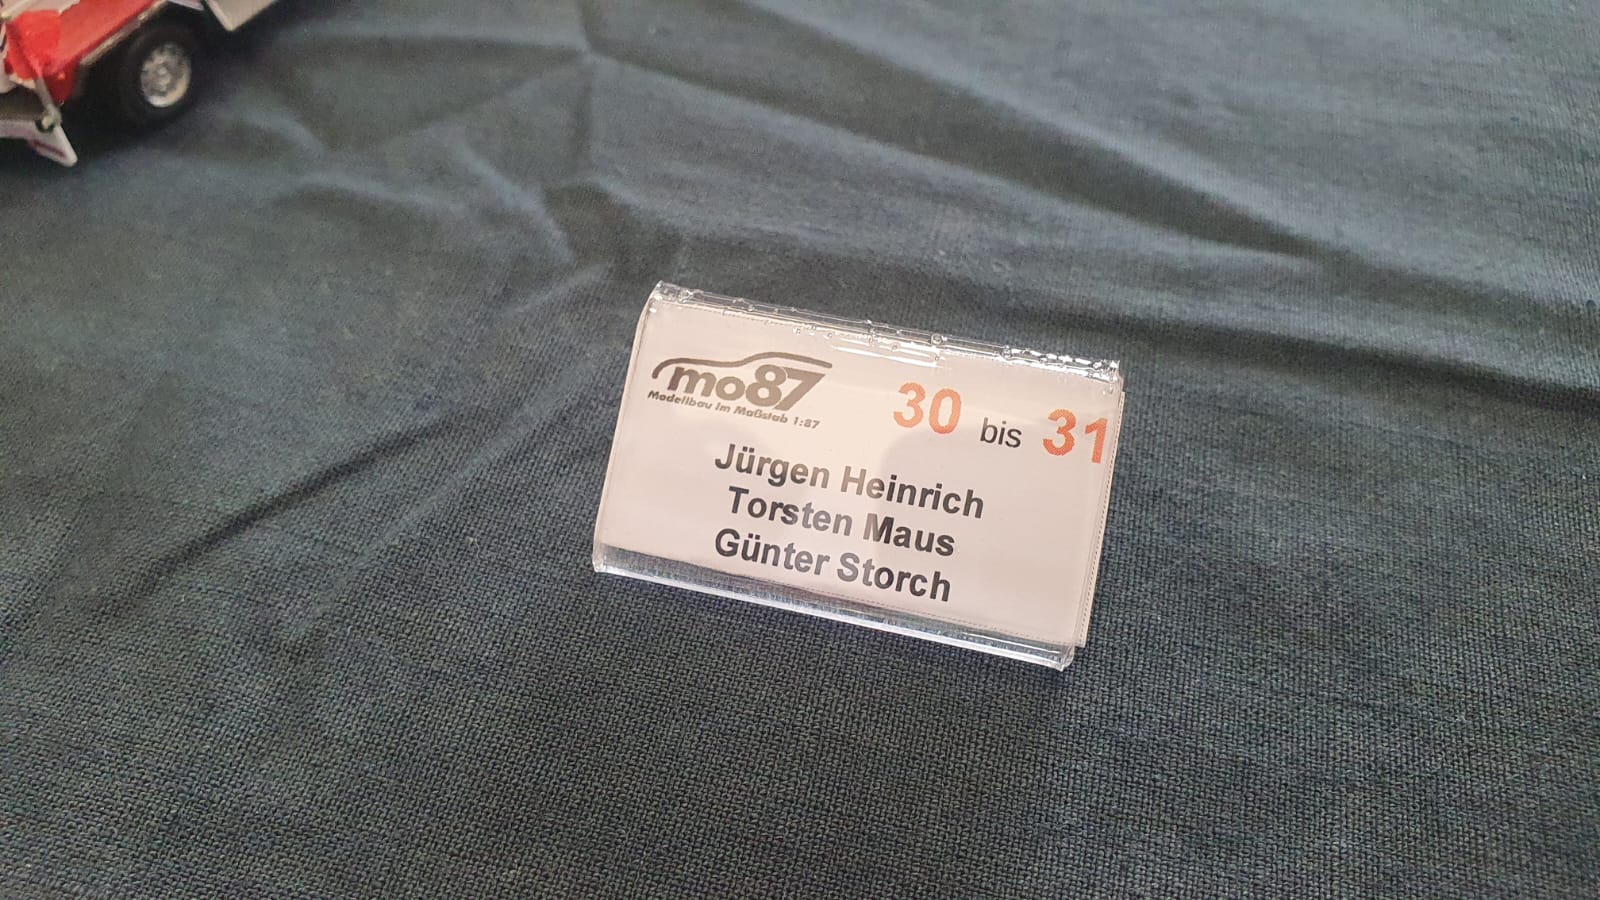 mo87
Modellbau im Maßstab 1:87
30 bis 31
Jürgen Heinrich
Torsten Maus
Günter Storch